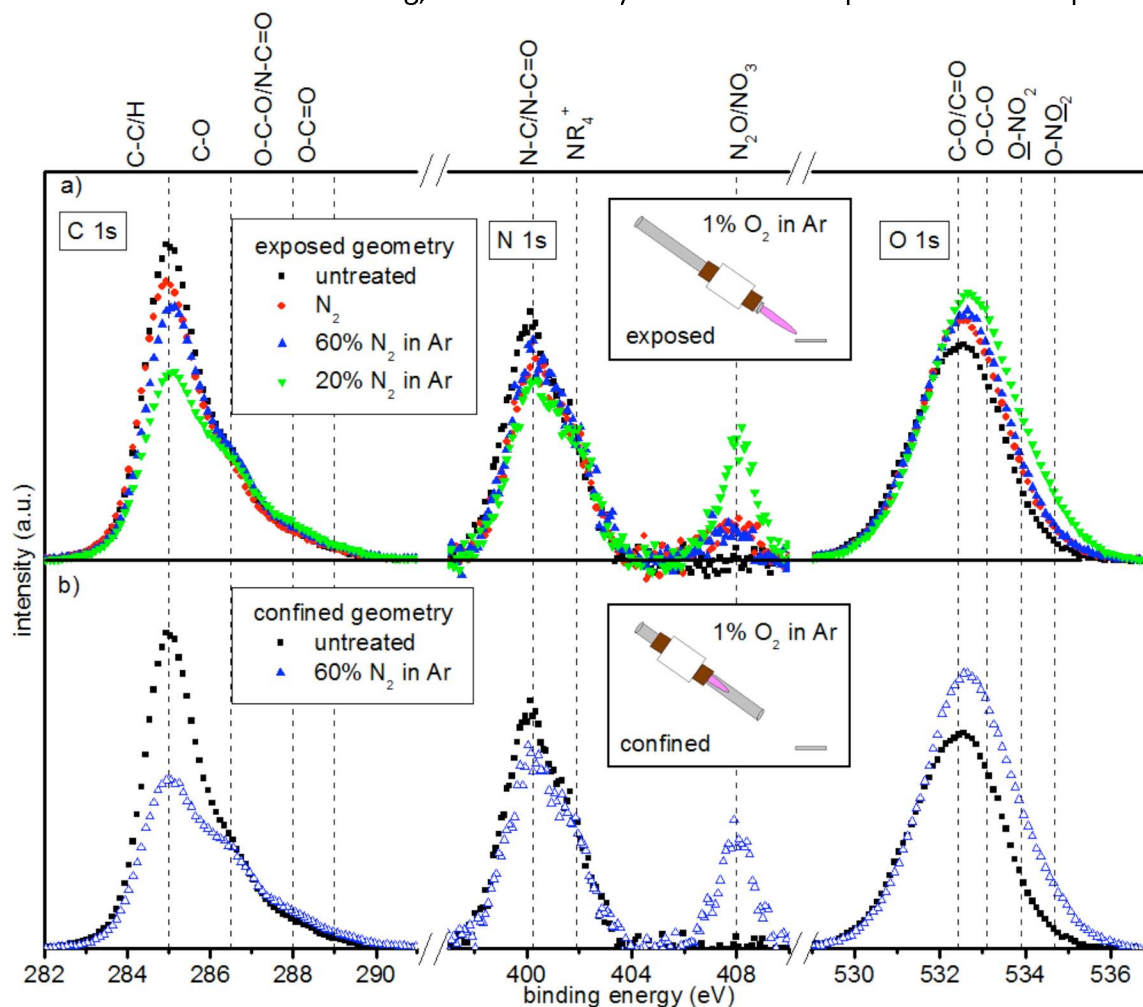 C-C/H
C-O
O-C-O/N-C=O
O-C=O
N-C/N-C=O
NR₄⁺
N₂O/NO₃
C-O/C=O
O-C-O
O-NO₂
O-NO₂
a)
C 1s
exposed geometry
untreated
N₂
60% N₂ in Ar
20% N₂ in Ar
N 1s
1% O₂ in Ar
exposed
O 1s
b)
confined geometry
untreated
60% N₂ in Ar
1% O₂ in Ar
confined
intensity (a.u.)
282 284 286 288 290 400 404 408 530 532 534 536
binding energy (eV)